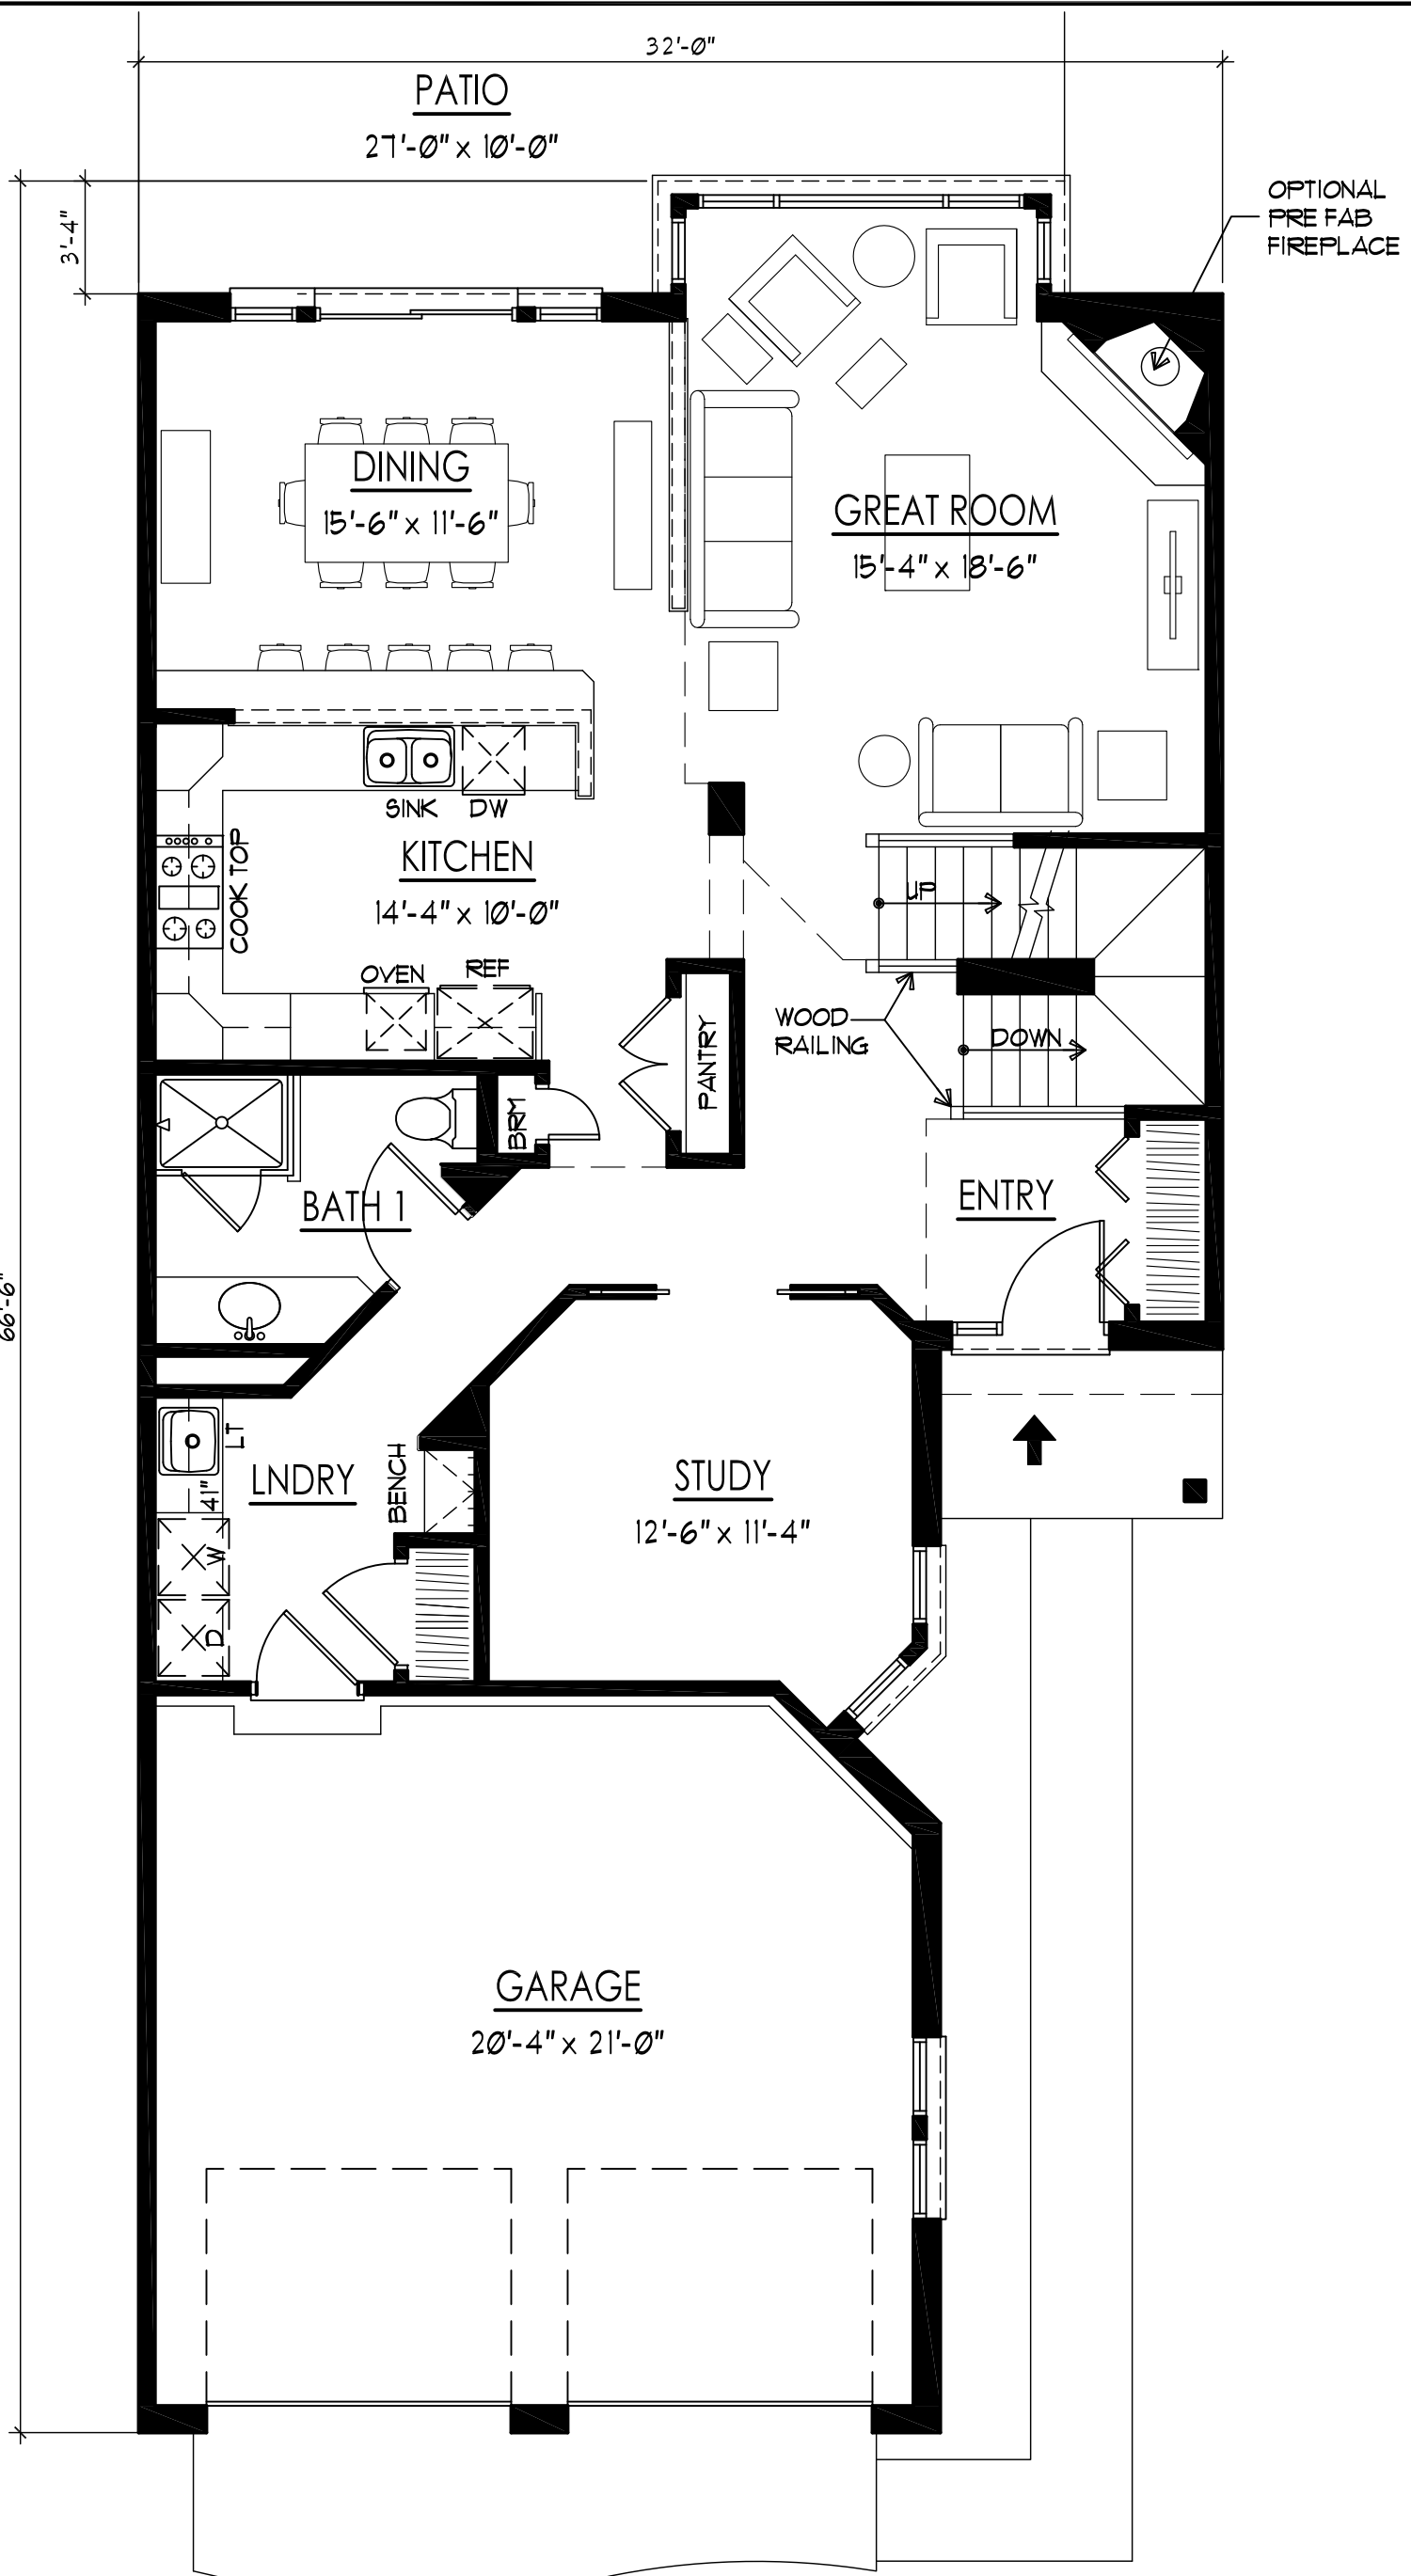 32'-0"
PATIO
27'-0" x 10'-0"
3'-4"
OPTIONAL
PRE FAB
FIREPLACE
DINING
15'-6" x 11'-6"
GREAT ROOM
15'-4" x 18'-6"
SINK
DW
COOK TOP
KITCHEN
14'-4" x 10'-0"
UP
OVEN
REF
WOOD
RAILING
DOWN
PANTRY
BRM
BATH 1
ENTRY
66'-6"
LT
LNDRY
BENCH
STUDY
12'-6" x 11'-4"
41"
W
D
GARAGE
20'-4" x 21'-0"